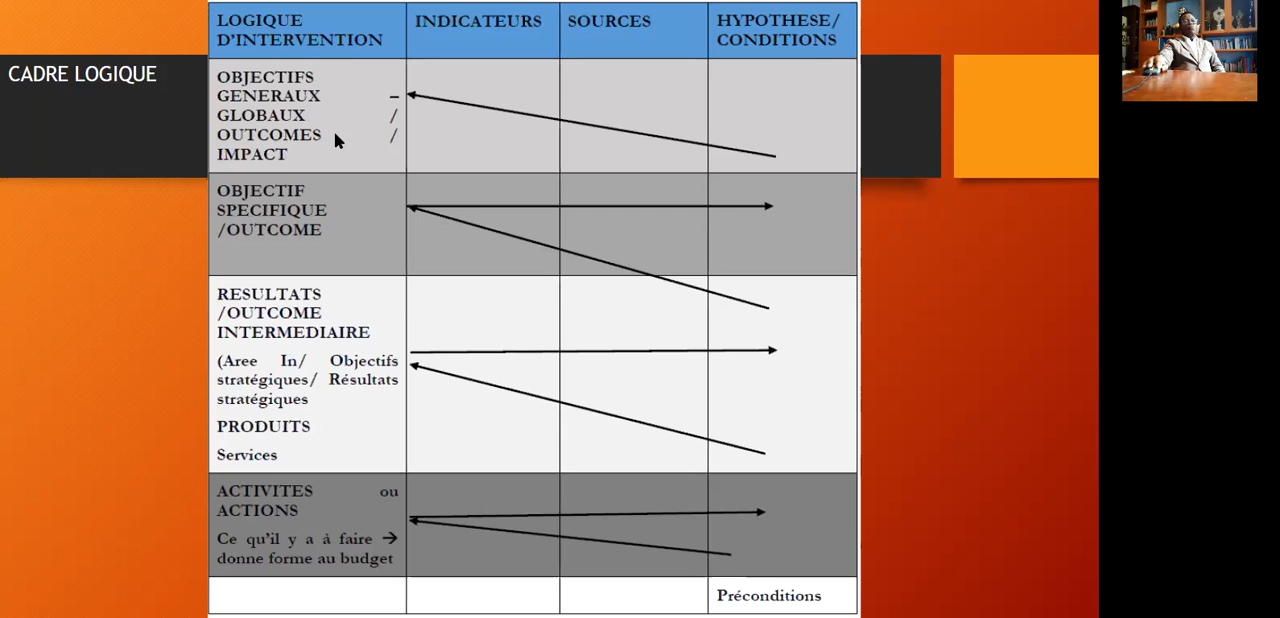 CADRE LOGIQUE
LOGIQUE
D’INTERVENTION
INDICATEURS
SOURCES
HYPOTHESE/
CONDITIONS
OBJECTIFS
GENERAUX –
GLOBAUX /
OUTCOMES /
IMPACT
OBJECTIF
SPECIFIQUE
/OUTCOME
RESULTATS
/OUTCOME
INTERMEDIAIRE
(Aree In/ Objectifs
stratégiques/ Résultats
stratégiques
PRODUITS
Services
ACTIVITES ou
ACTIONS
Ce qu’il y a à faire →
donne forme au budget
Préconditions